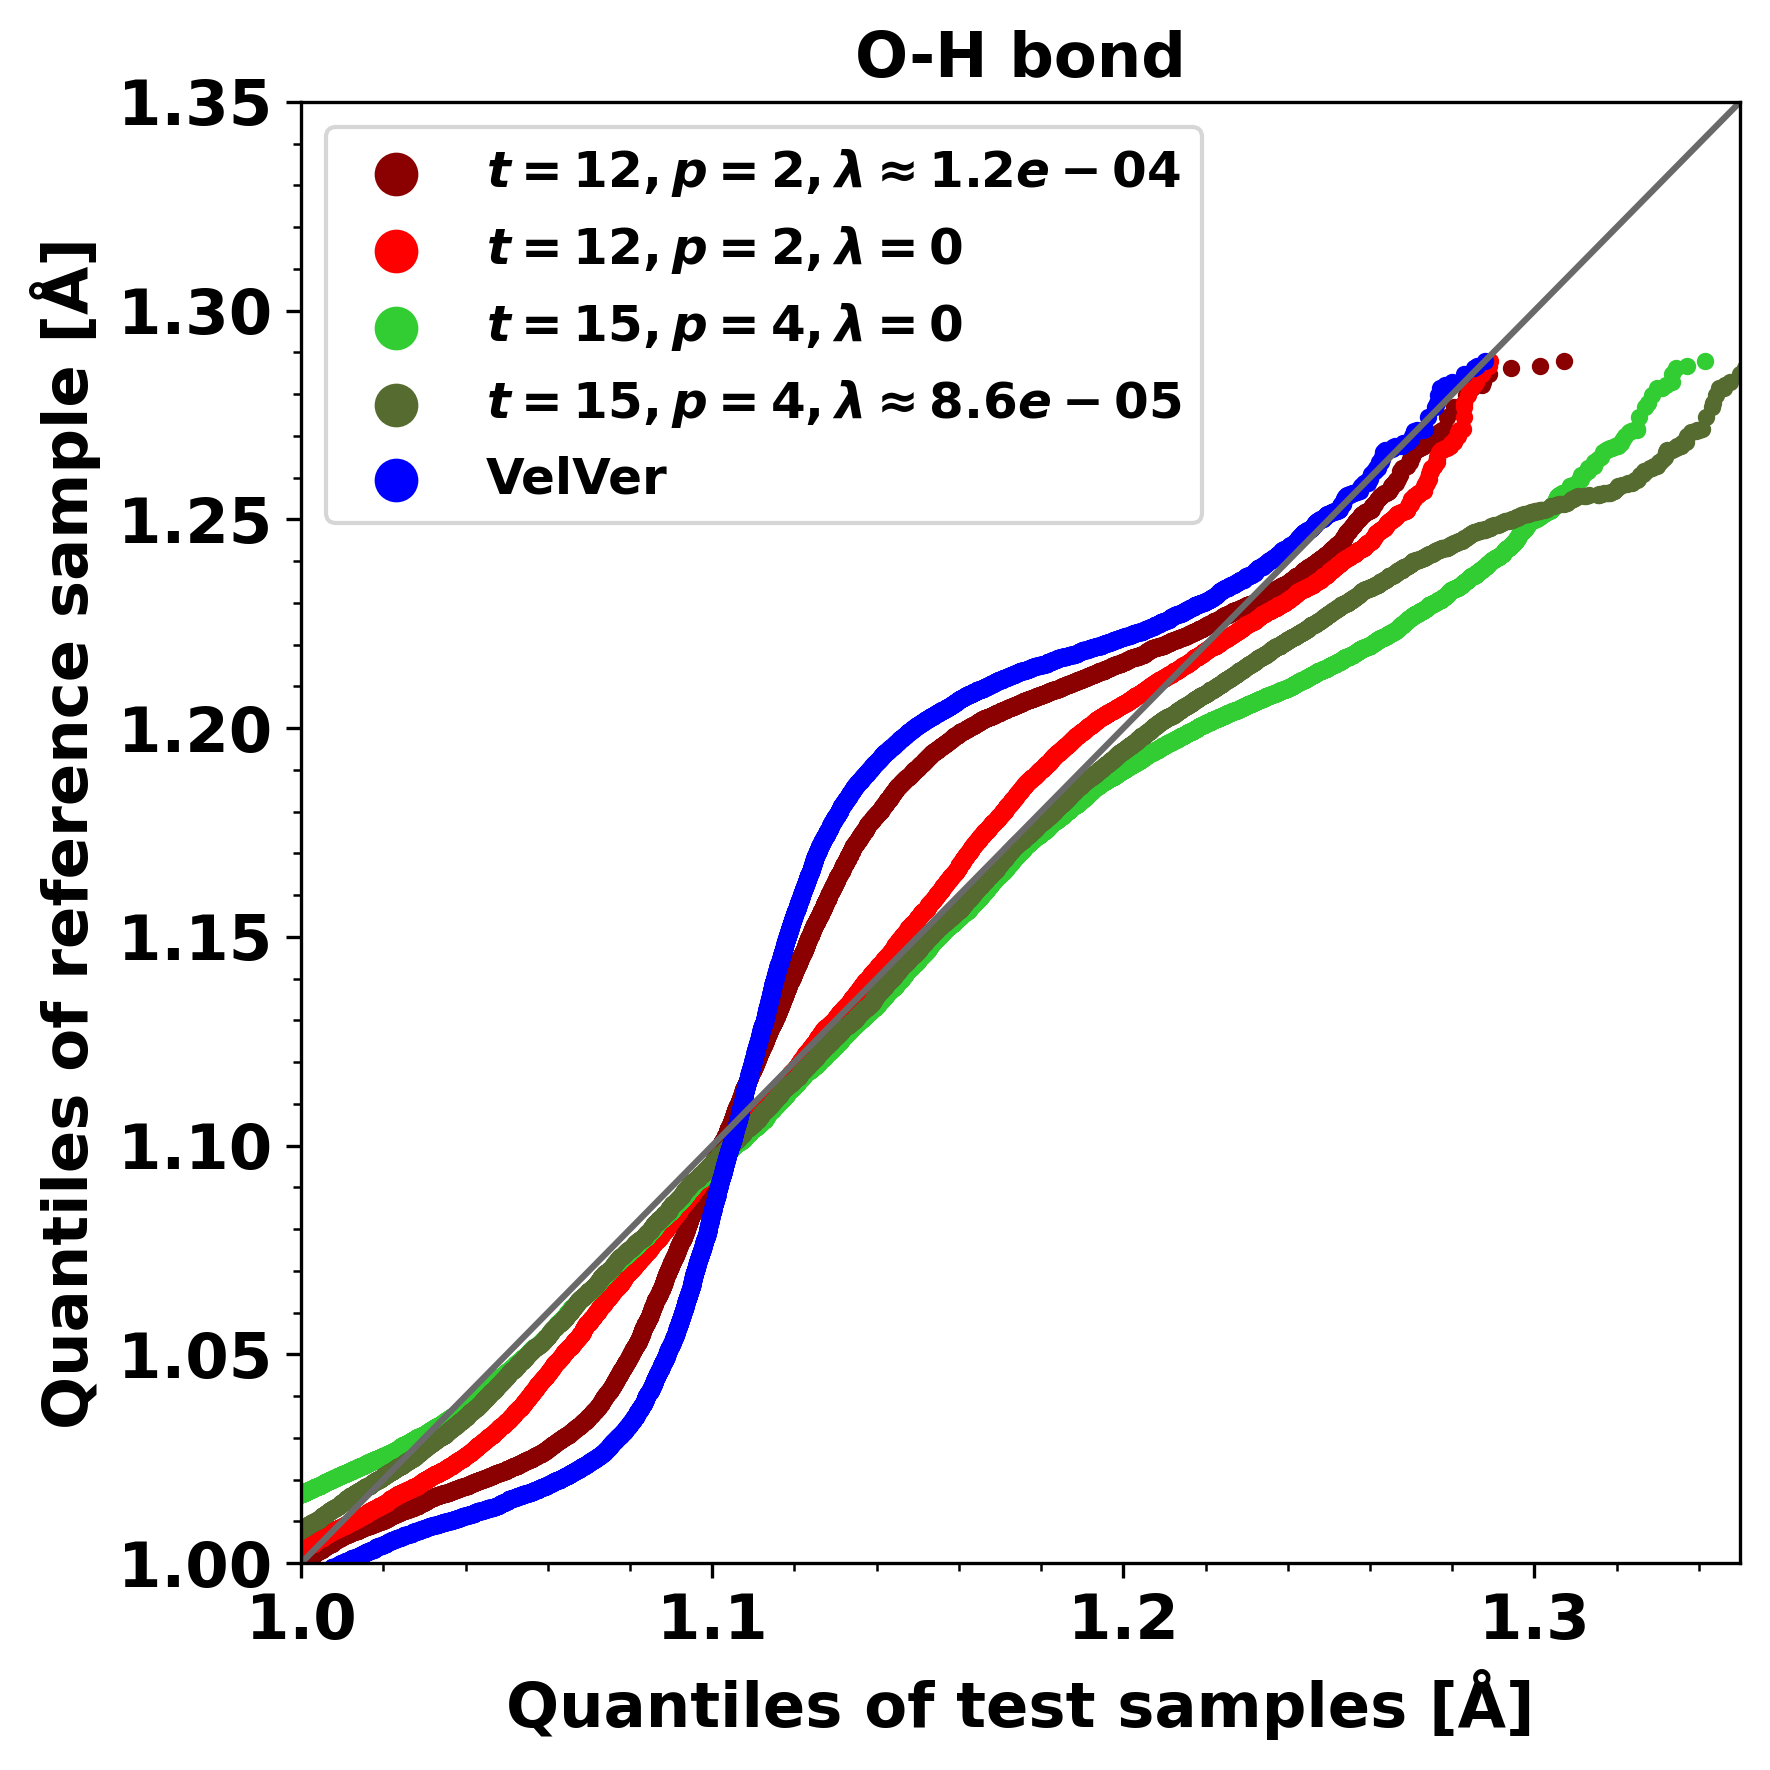 O-H bond
1.35
1.30
1.25
1.20
1.15
1.10
1.05
1.00
Quantiles of reference sample [Å]
t = 12, p = 2, λ ≈ 1.2e − 04
t = 12, p = 2, λ = 0
t = 15, p = 4, λ = 0
t = 15, p = 4, λ ≈ 8.6e − 05
VelVer
1.0 1.1 1.2 1.3
Quantiles of test samples [Å]